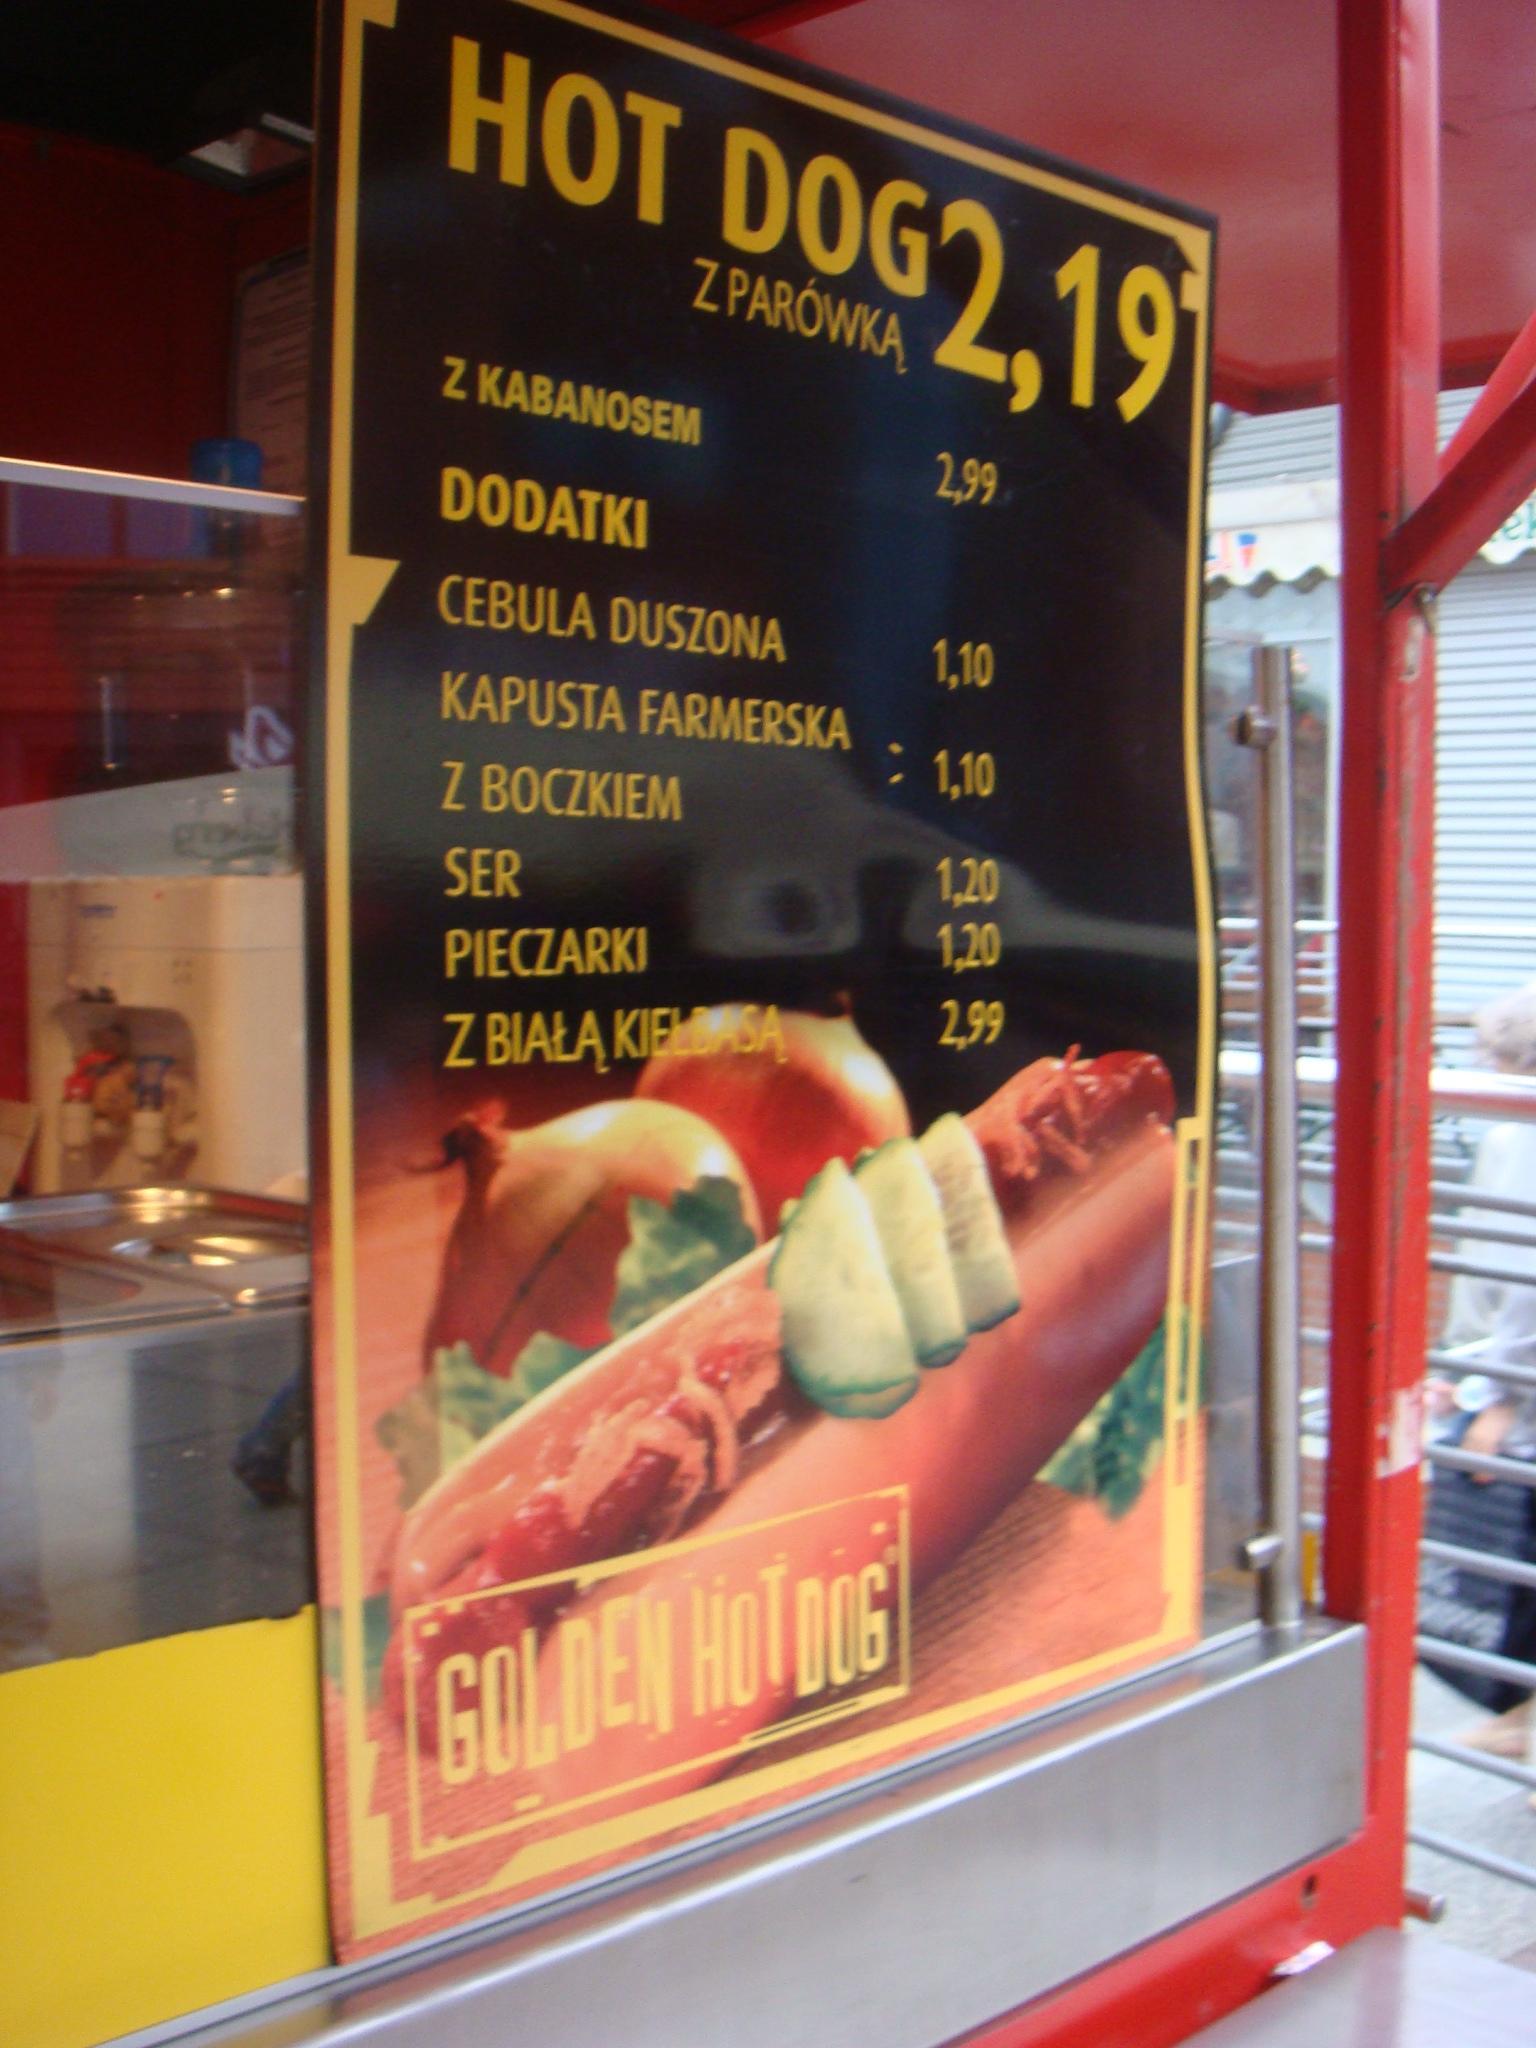 HOT DOG 2,19
Z PARÓWKĄ
Z KABANOSEM 2,99
DODATKI
CEBULA DUSZONA 1,10
KAPUSTA FARMERSKA
Z BOCZKIEM 1,10
SER 1,20
PIECZARKI 1,20
Z BIAŁĄ KIEŁBASĄ 2,99
GOLDEN HOT DOG